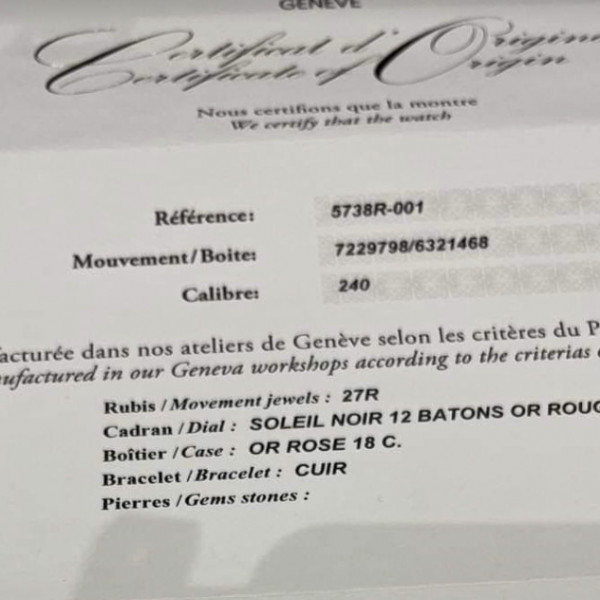 GENÈVE
Certificat d'Origine
Certificate of Origin
Nous certifions que la montre
We certify that the watch
Référence: 5738R-001
Mouvement/Boite: 7229798/6321468
Calibre: 240
facturée dans nos ateliers de Genève selon les critères du P
nufactured in our Geneva workshops according to the criterias
Rubis / Movement jewels : 27R
Cadran / Dial : SOLEIL NOIR 12 BATONS OR ROUG
Boîtier / Case : OR ROSE 18 C.
Bracelet / Bracelet : CUIR
Pierres / Gems stones :